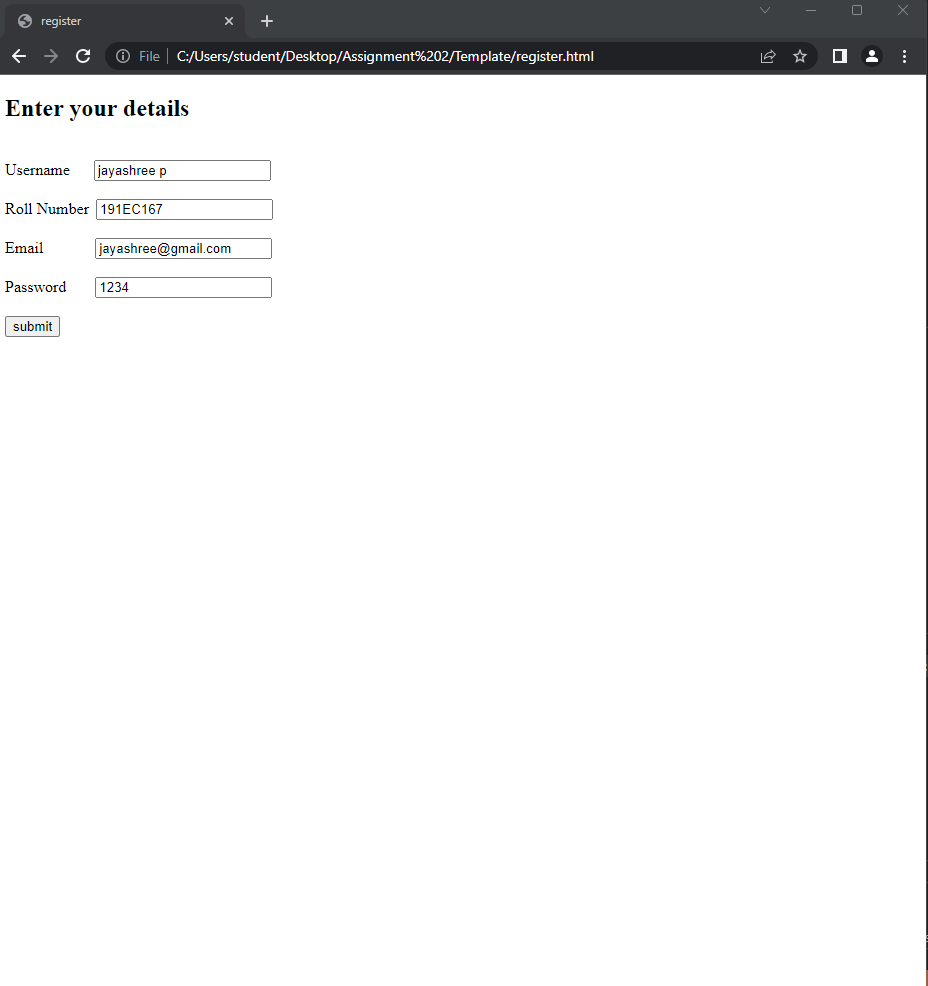 register
File C:/Users/student/Desktop/Assignment%202/Template/register.html
Enter your details
Username jayashree p
Roll Number 191EC167
Email jayashree@gmail.com
Password 1234
submit